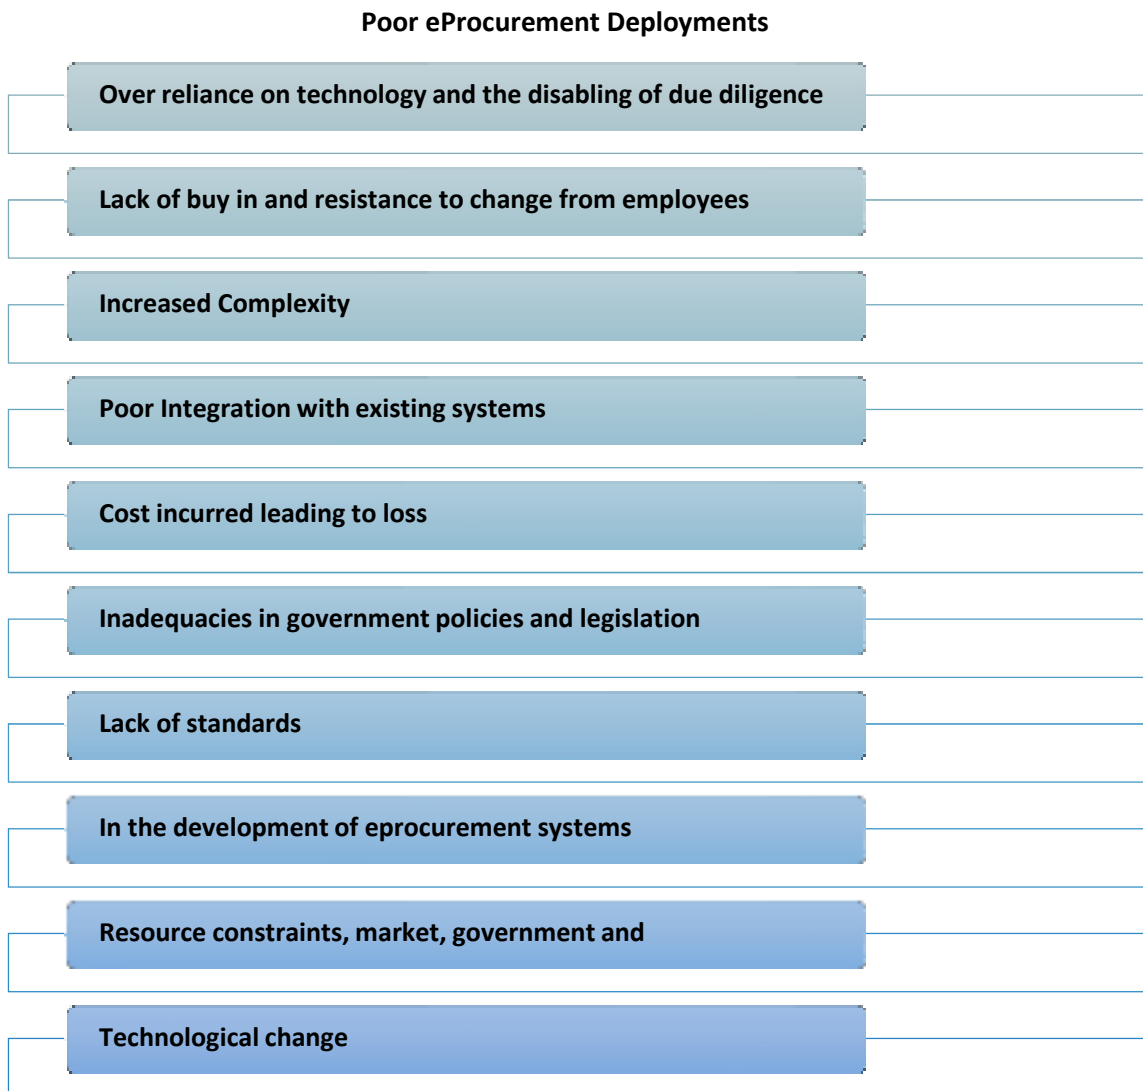 Poor eProcurement Deployments
Over reliance on technology and the disabling of due diligence
Lack of buy in and resistance to change from employees
Increased Complexity
Poor Integration with existing systems
Cost incurred leading to loss
Inadequacies in government policies and legislation
Lack of standards
In the development of eprocurement systems
Resource constraints, market, government and
Technological change